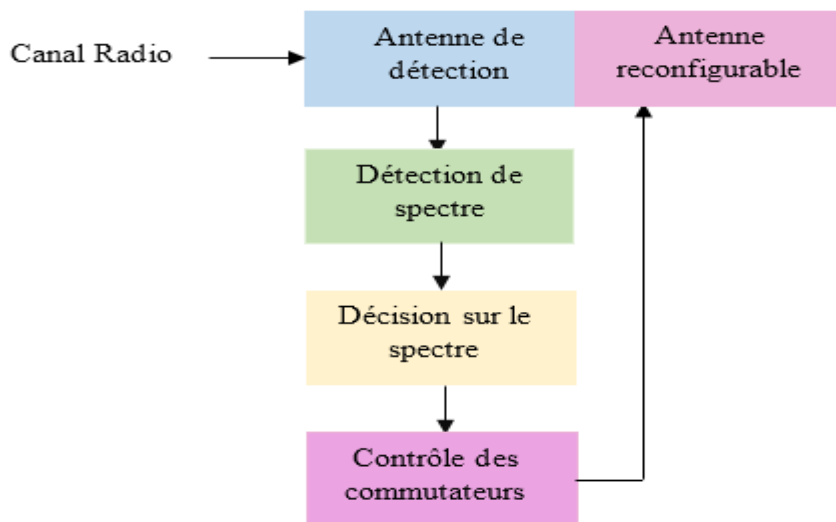 Canal Radio
Antenne de
détection
Antenne
reconfigurable
Détection de
spectre
Décision sur le
spectre
Contrôle des
commutateurs